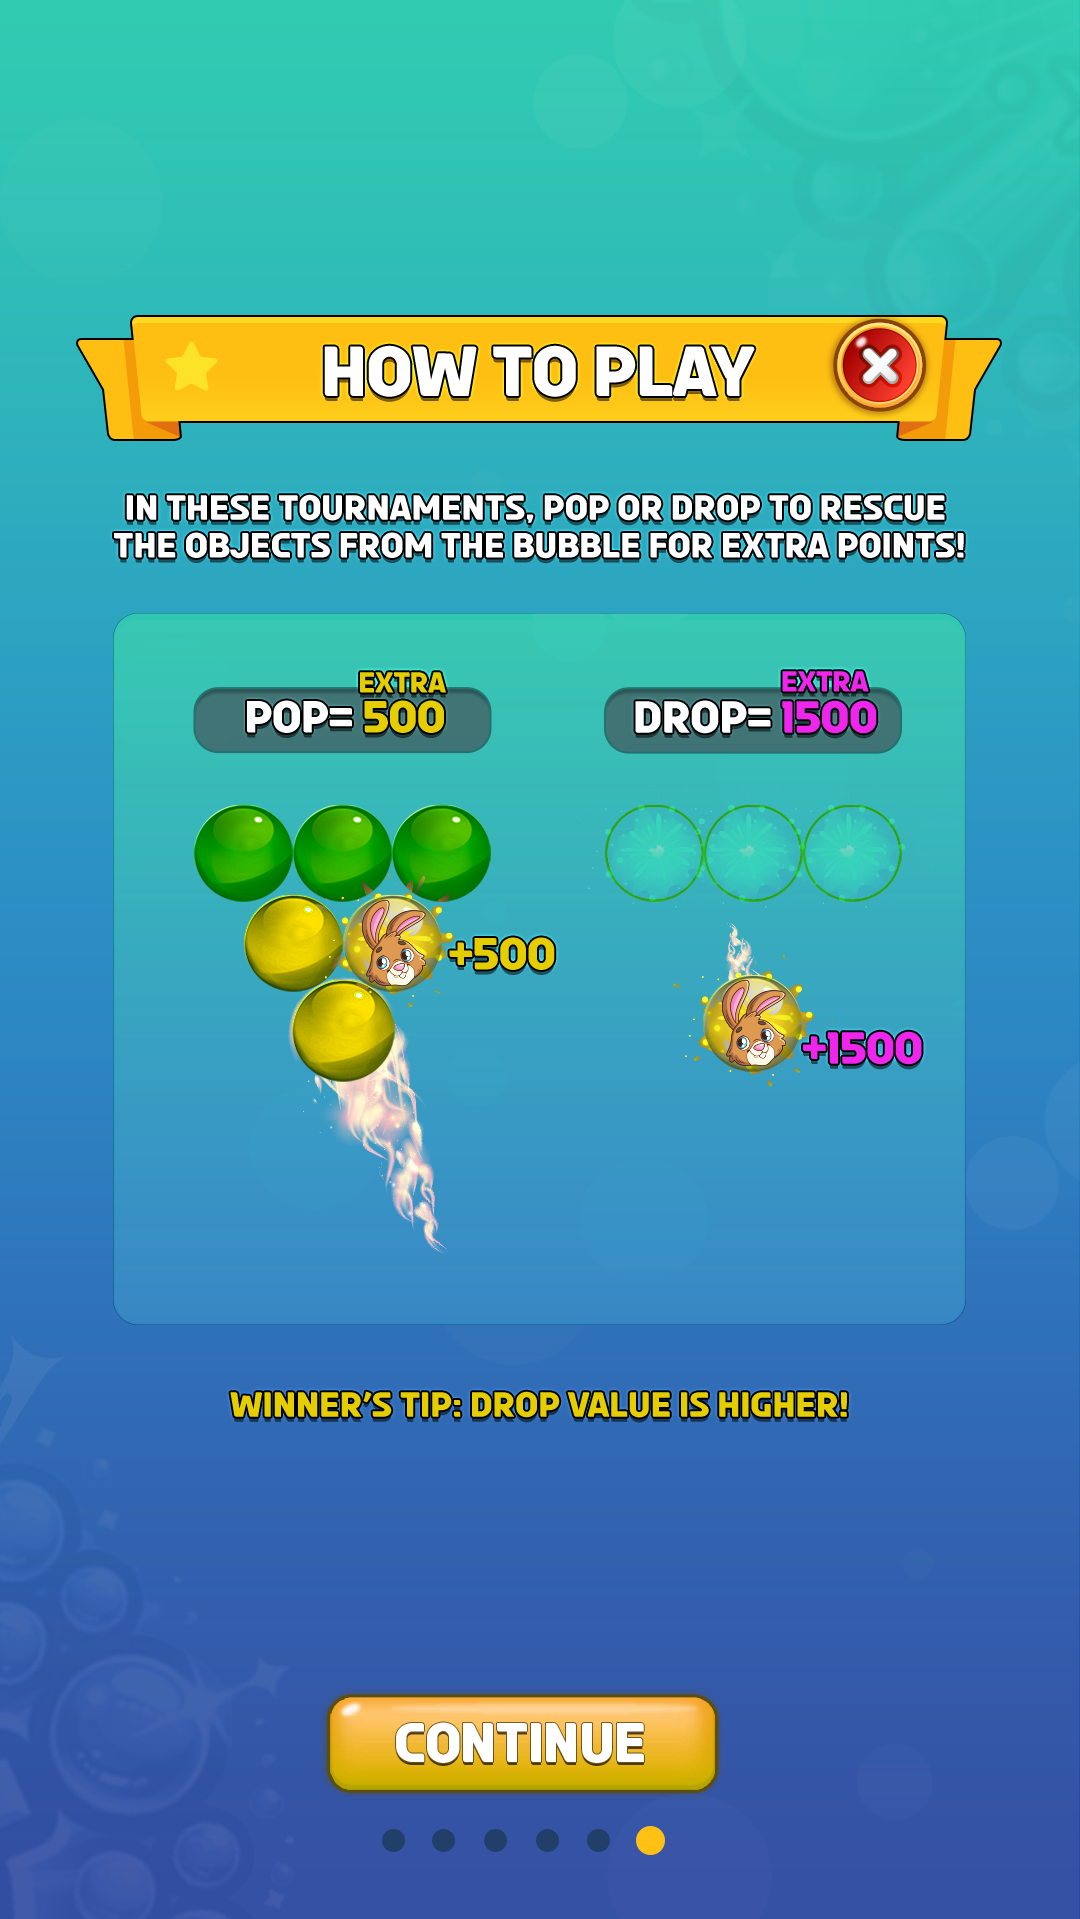 HOW TO PLAY
IN THESE TOURNAMENTS, POP OR DROP TO RESCUE
THE OBJECTS FROM THE BUBBLE FOR EXTRA POINTS!
EXTRA
POP= 500
EXTRA
DROP= 1500
+500
+1500
WINNER'S TIP: DROP VALUE IS HIGHER!
CONTINUE